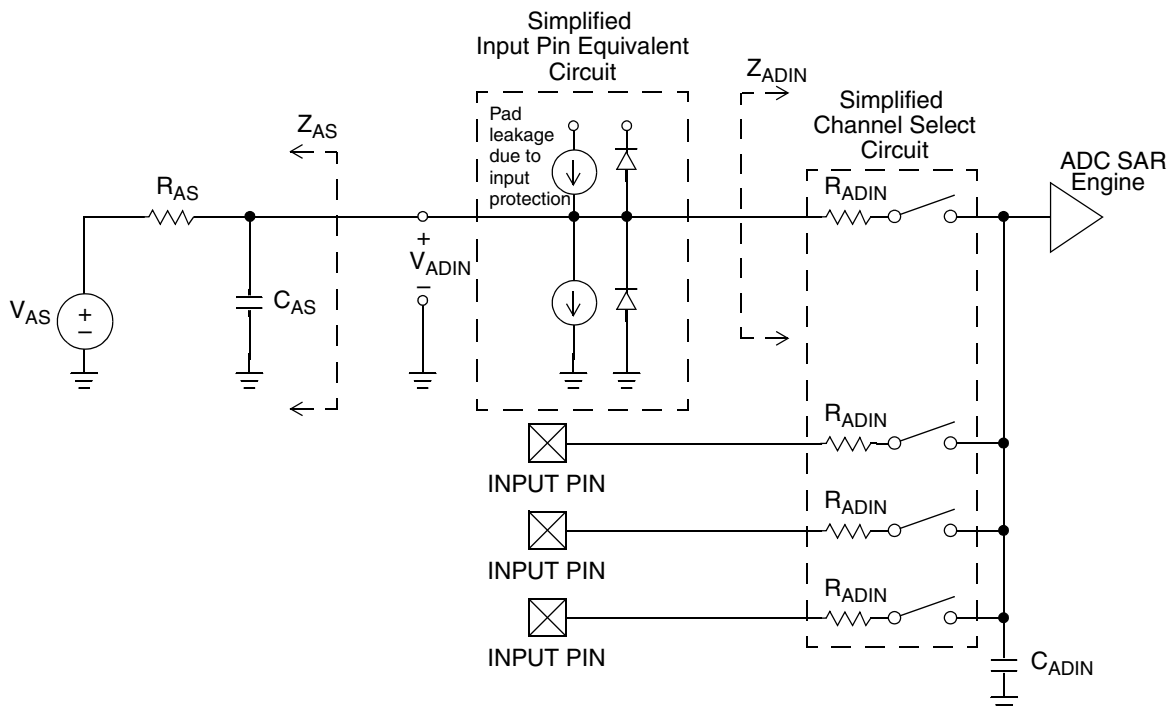 Simplified
Input Pin Equivalent
Circuit
Pad
leakage
due to
input
protection
Z_ADIN
Simplified
Channel Select
Circuit
ADC SAR
Engine
Z_AS
R_AS
R_ADIN
+
V_ADIN
–
V_AS
+
–
C_AS
R_ADIN
INPUT PIN
R_ADIN
INPUT PIN
R_ADIN
INPUT PIN
C_ADIN